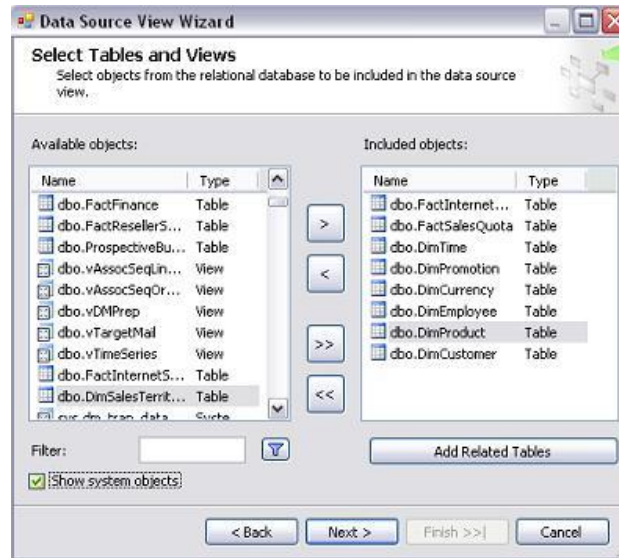 Data Source View Wizard
Select Tables and Views
Select objects from the relational database to be included in the data source
view.
Available objects:
Name Type
dbo.FactFinance Table
dbo.FactResellerS... Table
dbo.ProspectiveBu... Table
dbo.vAssocSeqLin... View
dbo.vAssocSeqOr... View
dbo.vDMPrep View
dbo.vTargetMail View
dbo.vTimeSeries View
dbo.FactInternetS... Table
dbo.DimSalesTerrit... Table
sys.dm_tran_data... Syste
>
<
>>
<<
Included objects:
Name Type
dbo.FactInternet... Table
dbo.FactSalesQuota Table
dbo.DimTime Table
dbo.DimPromotion Table
dbo.DimCurrency Table
dbo.DimEmployee Table
dbo.DimProduct Table
dbo.DimCustomer Table
Filter:
Add Related Tables
Show system objects
< Back Next > Finish >>| Cancel